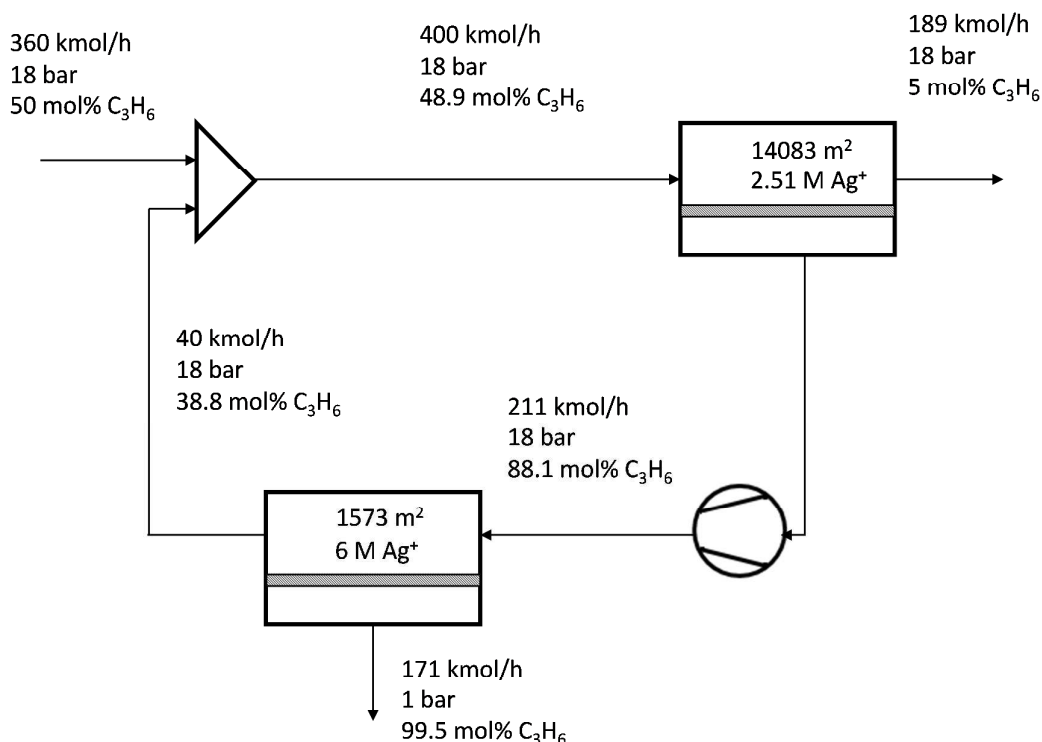 360 kmol/h
18 bar
50 mol% C₃H₆
400 kmol/h
18 bar
48.9 mol% C₃H₆
189 kmol/h
18 bar
5 mol% C₃H₆
14083 m²
2.51 M Ag⁺
40 kmol/h
18 bar
38.8 mol% C₃H₆
211 kmol/h
18 bar
88.1 mol% C₃H₆
1573 m²
6 M Ag⁺
171 kmol/h
1 bar
99.5 mol% C₃H₆